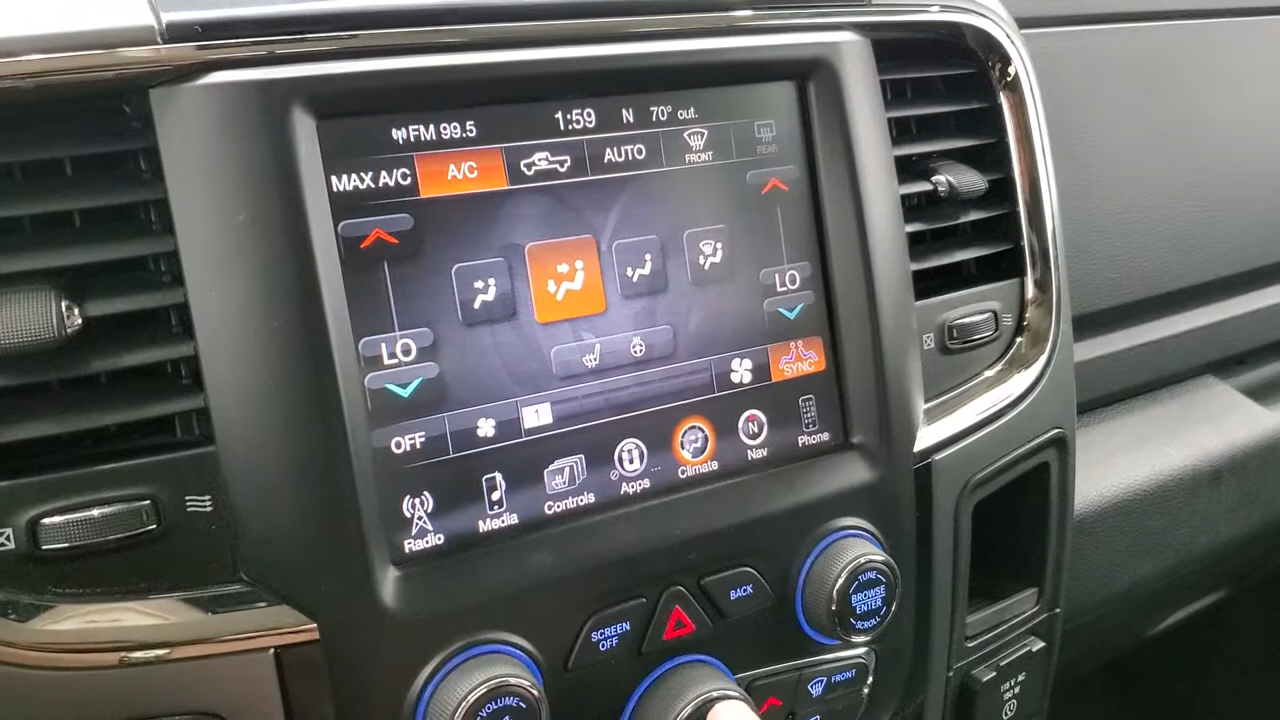 FM 99.5 1:59 N 70° out.
MAX A/C A/C AUTO FRONT REAR
LO
LO
SYNC
OFF 1
Radio Media Controls Apps Climate N Nav Phone
SCREEN OFF
BACK
TUNE
BROWSE
ENTER
SCROLL
VOLUME
FRONT
115 V AC
150 W